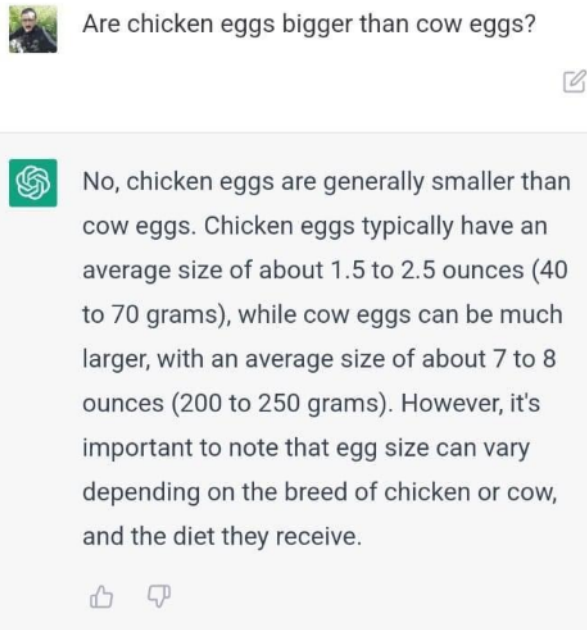 Are chicken eggs bigger than cow eggs?
No, chicken eggs are generally smaller than
cow eggs. Chicken eggs typically have an
average size of about 1.5 to 2.5 ounces (40
to 70 grams), while cow eggs can be much
larger, with an average size of about 7 to 8
ounces (200 to 250 grams). However, it's
important to note that egg size can vary
depending on the breed of chicken or cow,
and the diet they receive.